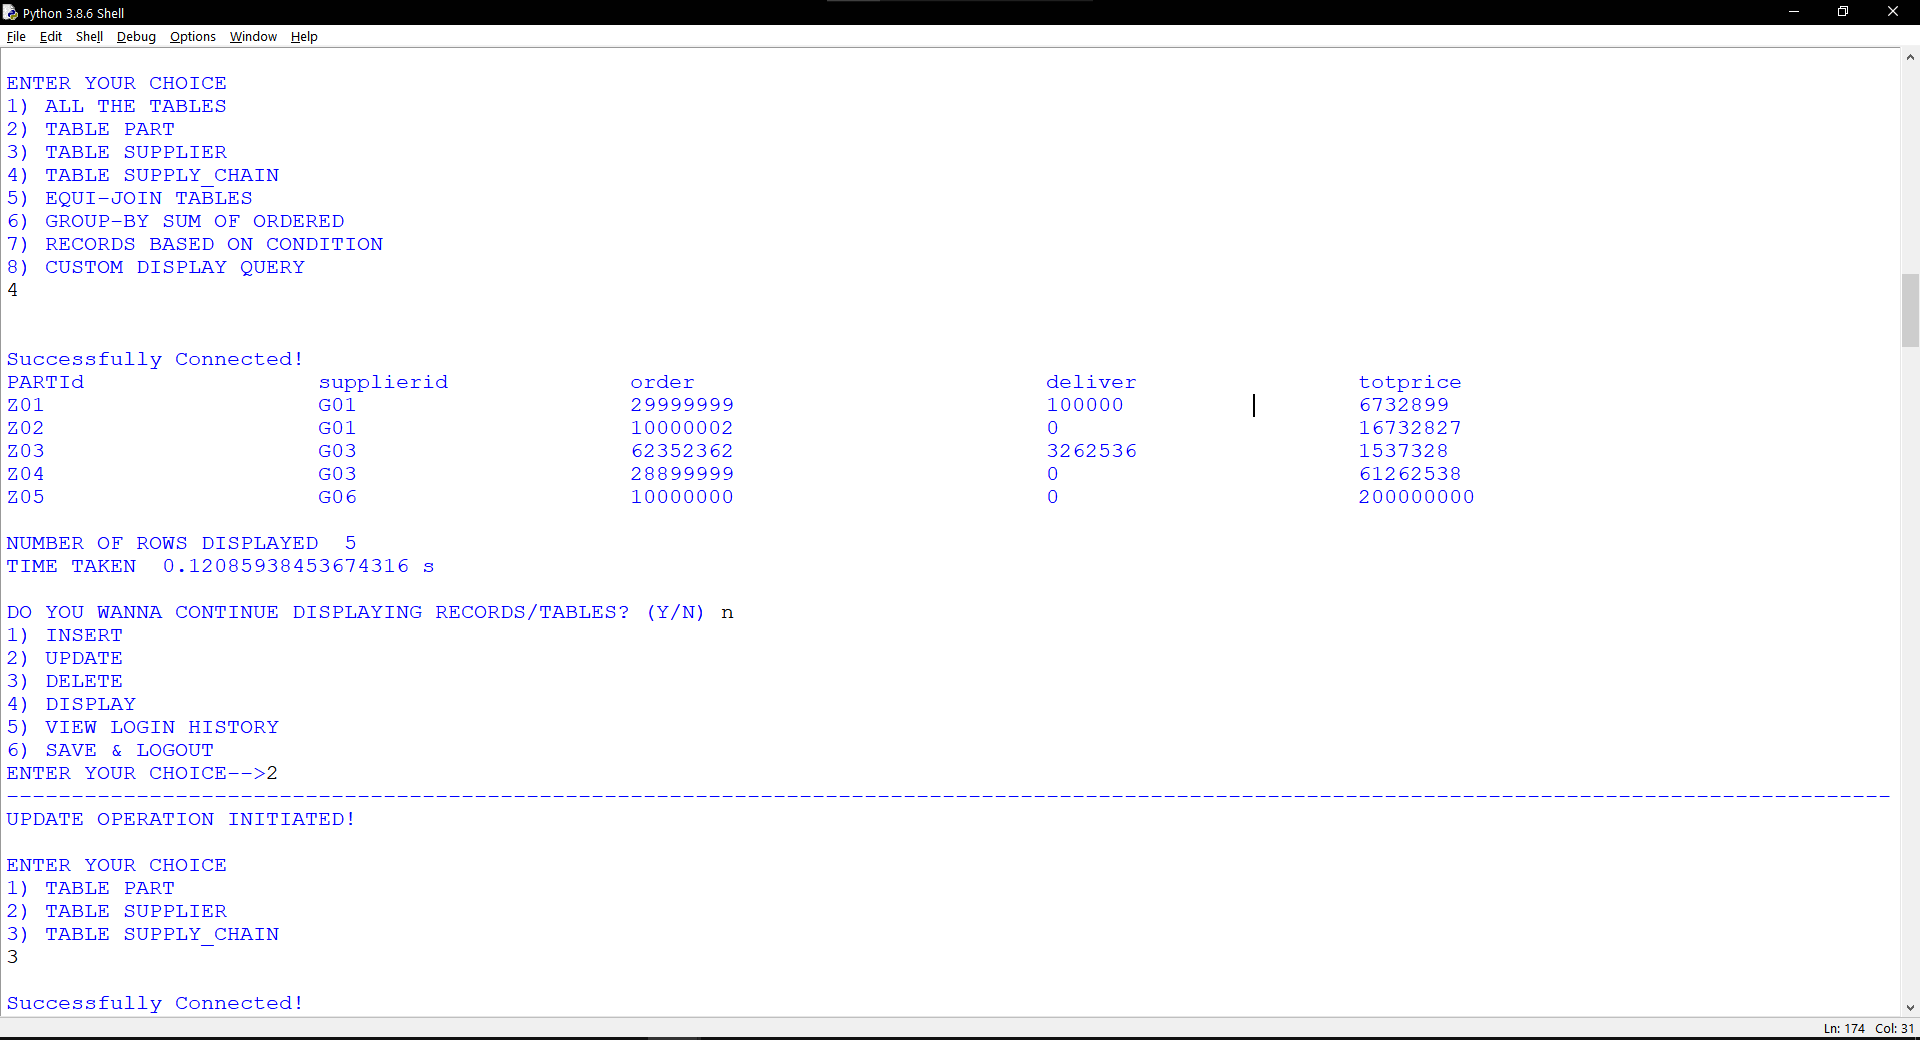 Python 3.8.6 Shell
File Edit Shell Debug Options Window Help
ENTER YOUR CHOICE
1) ALL THE TABLES
2) TABLE PART
3) TABLE SUPPLIER
4) TABLE SUPPLY_CHAIN
5) EQUI-JOIN TABLES
6) GROUP-BY SUM OF ORDERED
7) RECORDS BASED ON CONDITION
8) CUSTOM DISPLAY QUERY
4
Successfully Connected!
PARTId supplierid order deliver totprice
Z01 G01 29999999 100000 6732899
Z02 G01 10000002 0 16732827
Z03 G03 62352362 3262536 1537328
Z04 G03 28899999 0 61262538
Z05 G06 10000000 0 200000000
NUMBER OF ROWS DISPLAYED 5
TIME TAKEN 0.12085938453674316 s
DO YOU WANNA CONTINUE DISPLAYING RECORDS/TABLES? (Y/N) n
1) INSERT
2) UPDATE
3) DELETE
4) DISPLAY
5) VIEW LOGIN HISTORY
6) SAVE & LOGOUT
ENTER YOUR CHOICE-->2
-------------------------------------------------------------------------------------------------------------------------------------------------
UPDATE OPERATION INITIATED!
ENTER YOUR CHOICE
1) TABLE PART
2) TABLE SUPPLIER
3) TABLE SUPPLY_CHAIN
3
Successfully Connected!
Ln: 174 Col: 31